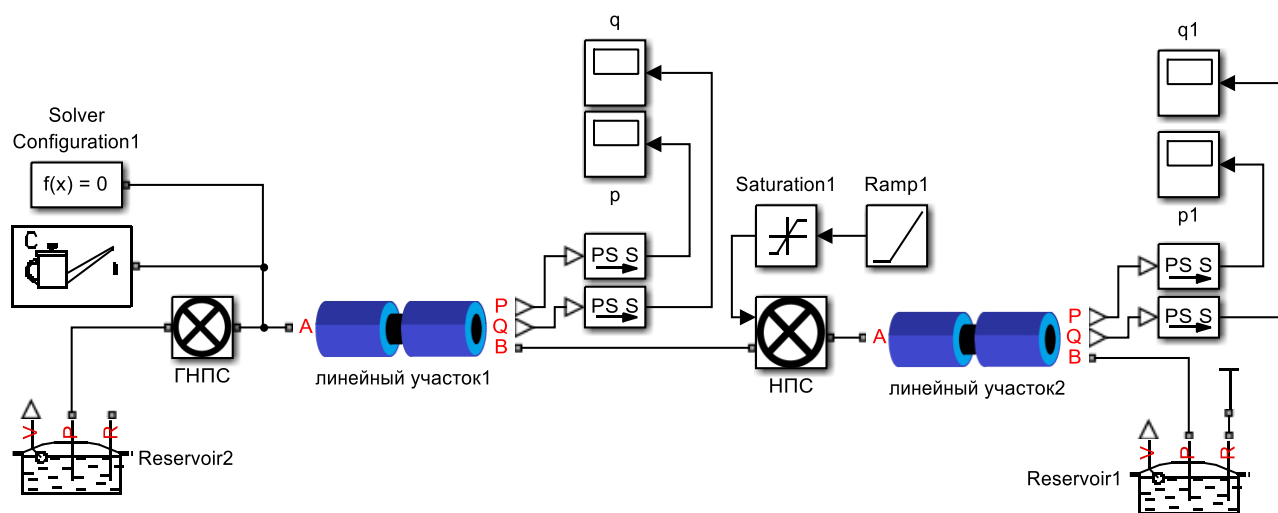 q
q1
Solver
Configuration1
f(x) = 0
p
Saturation1
Ramp1
p1
C
PS S
PS S
PS S
PS S
A
P
Q
B
A
P
Q
B
ГНПС
линейный участок1
НПС
линейный участок2
V
P
R
Reservoir2
V
P
R
Reservoir1